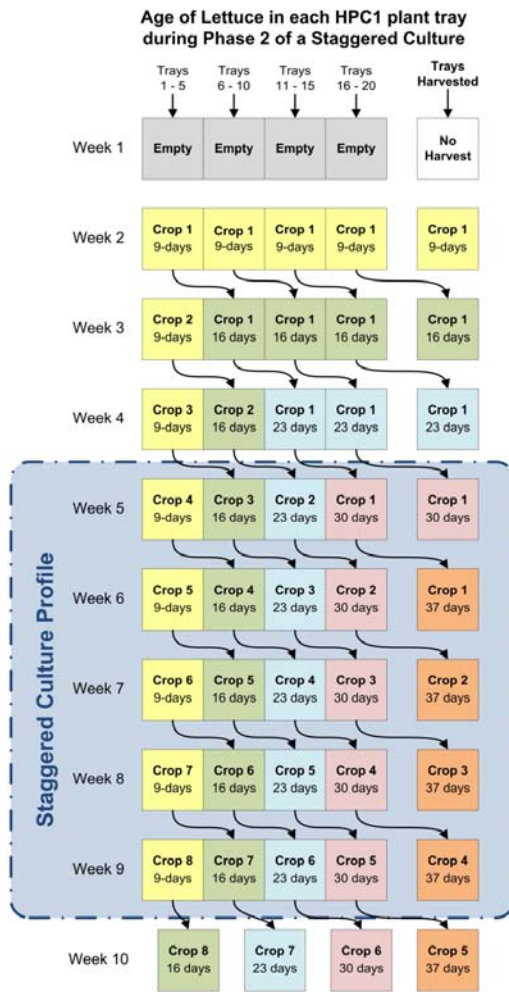 Age of Lettuce in each HPC1 plant tray
during Phase 2 of a Staggered Culture
Trays
1 - 5
Trays
6 - 10
Trays
11 - 15
Trays
16 - 20
Trays
Harvested
Week 1
Empty
Empty
Empty
Empty
No
Harvest
Week 2
Crop 1
9-days
Crop 1
9-days
Crop 1
9-days
Crop 1
9-days
Crop 1
9-days
Week 3
Crop 2
9-days
Crop 1
16 days
Crop 1
16 days
Crop 1
16 days
Crop 1
16 days
Week 4
Crop 3
9-days
Crop 2
16 days
Crop 1
23 days
Crop 1
23 days
Crop 1
23 days
Staggered Culture Profile
Week 5
Crop 4
9-days
Crop 3
16 days
Crop 2
23 days
Crop 1
30 days
Crop 1
30 days
Week 6
Crop 5
9-days
Crop 4
16 days
Crop 3
23 days
Crop 2
30 days
Crop 1
37 days
Week 7
Crop 6
9-days
Crop 5
16 days
Crop 4
23 days
Crop 3
30 days
Crop 2
37 days
Week 8
Crop 7
9-days
Crop 6
16 days
Crop 5
23 days
Crop 4
30 days
Crop 3
37 days
Week 9
Crop 8
9-days
Crop 7
16 days
Crop 6
23 days
Crop 5
30 days
Crop 4
37 days
Week 10
Crop 8
16 days
Crop 7
23 days
Crop 6
30 days
Crop 5
37 days